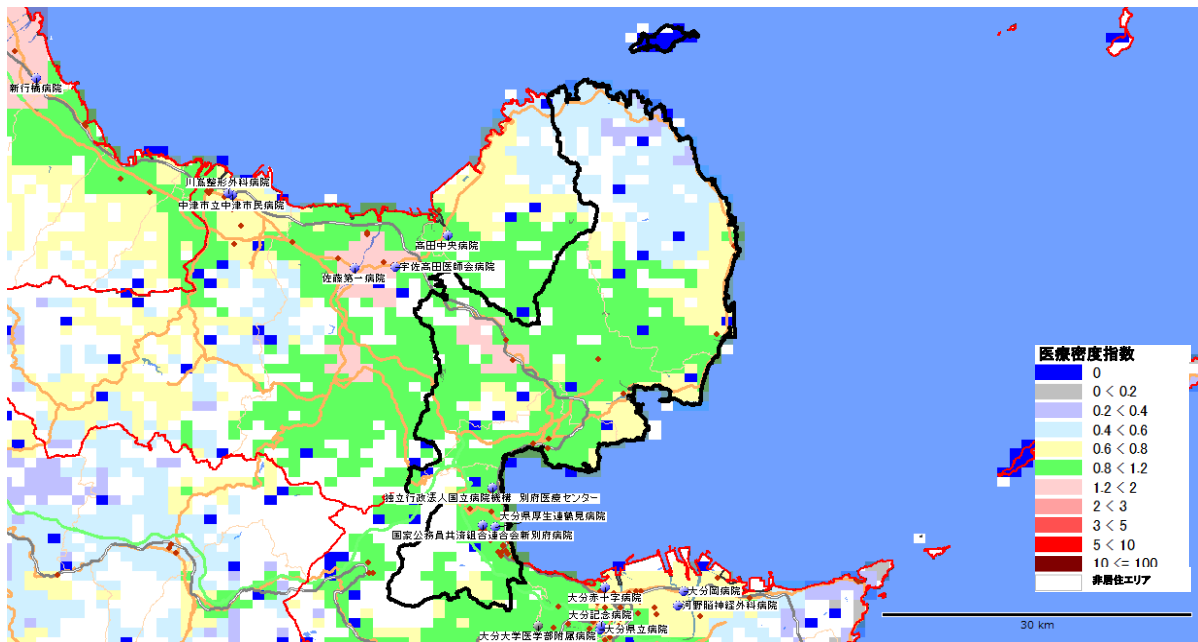 新行橋病院
川嶌整形外科病院
中津市立中津市民病院
高田中央病院
宇佐高田医師会病院
佐藤第一病院
独立行政法人国立病院機構 別府医療センター
大分県厚生連鶴見病院
国家公務員共済組合連合会新別府病院
大分赤十字病院
大分岡病院
河野脳神経外科病院
大分記念病院
大分県立病院
大分大学医学部附属病院
医療密度指数
0
0 < 0.2
0.2 < 0.4
0.4 < 0.6
0.6 < 0.8
0.8 < 1.2
1.2 < 2
2 < 3
3 < 5
5 < 10
10 <= 100
非居住エリア
30 km